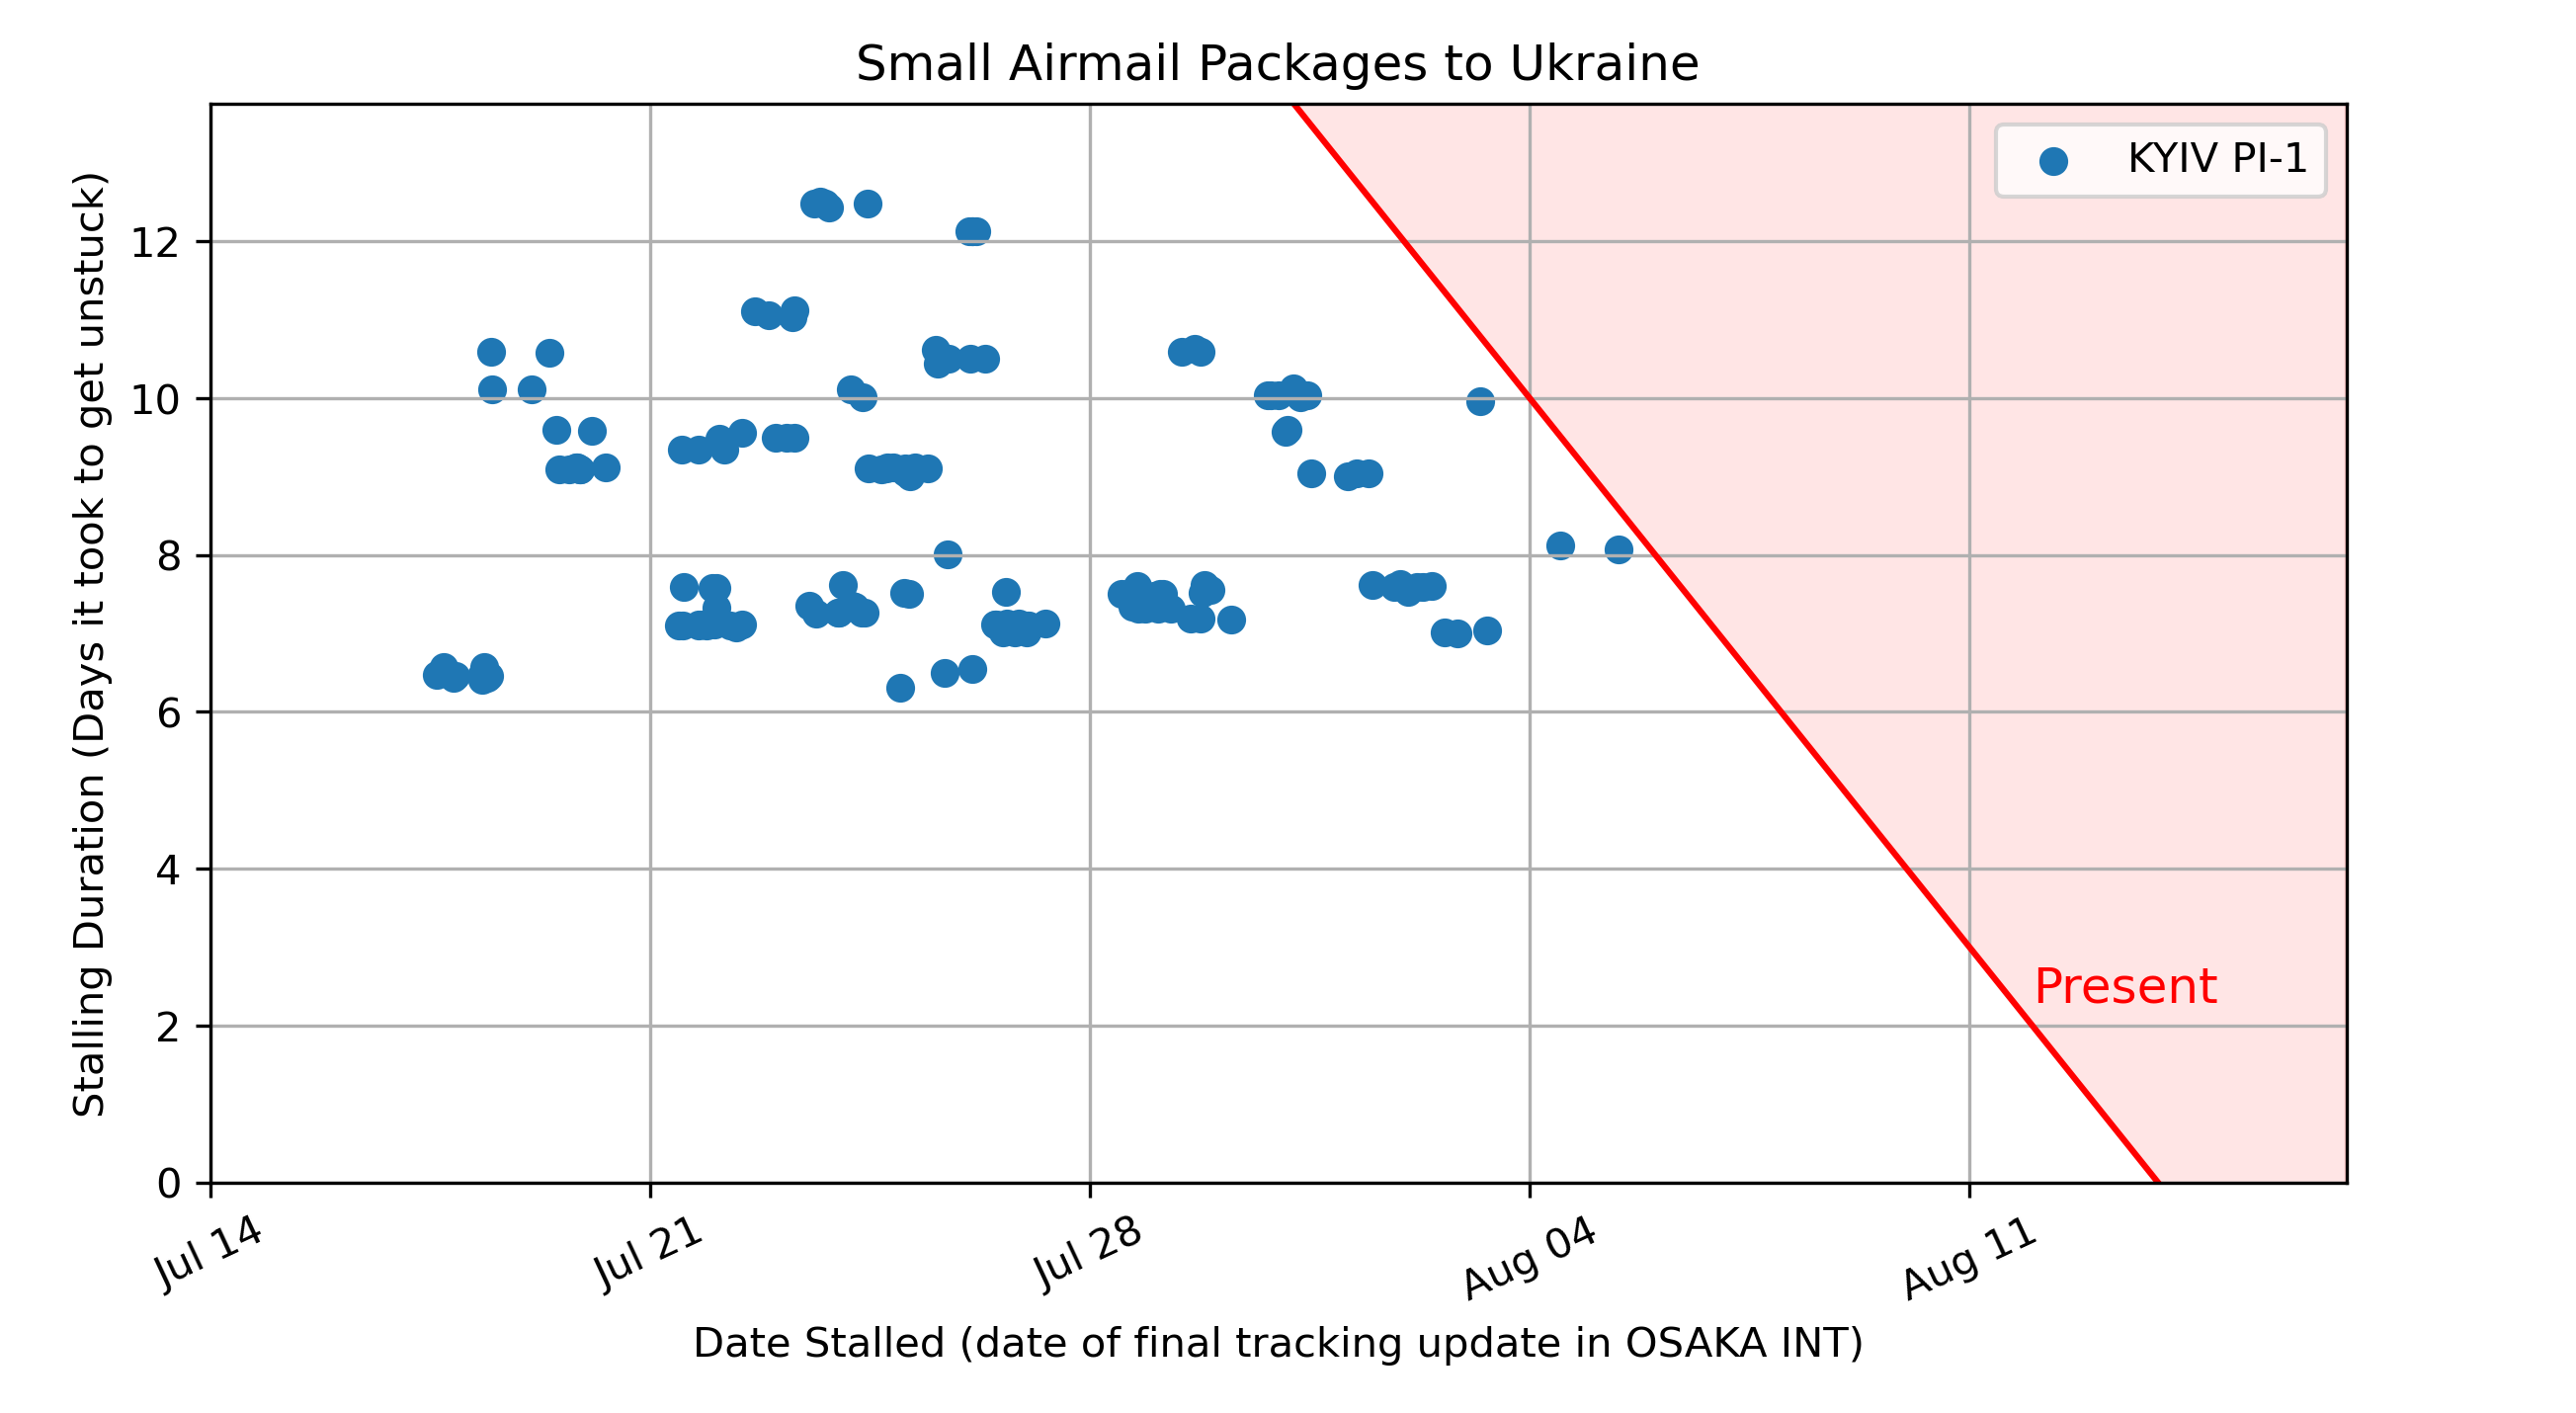 Small Airmail Packages to Ukraine
KYIV PI-1
Stalling Duration (Days it took to get unstuck)
12
10
8
6
4
2
0
Present
Jul 14
Jul 21
Jul 28
Aug 04
Aug 11
Date Stalled (date of final tracking update in OSAKA INT)